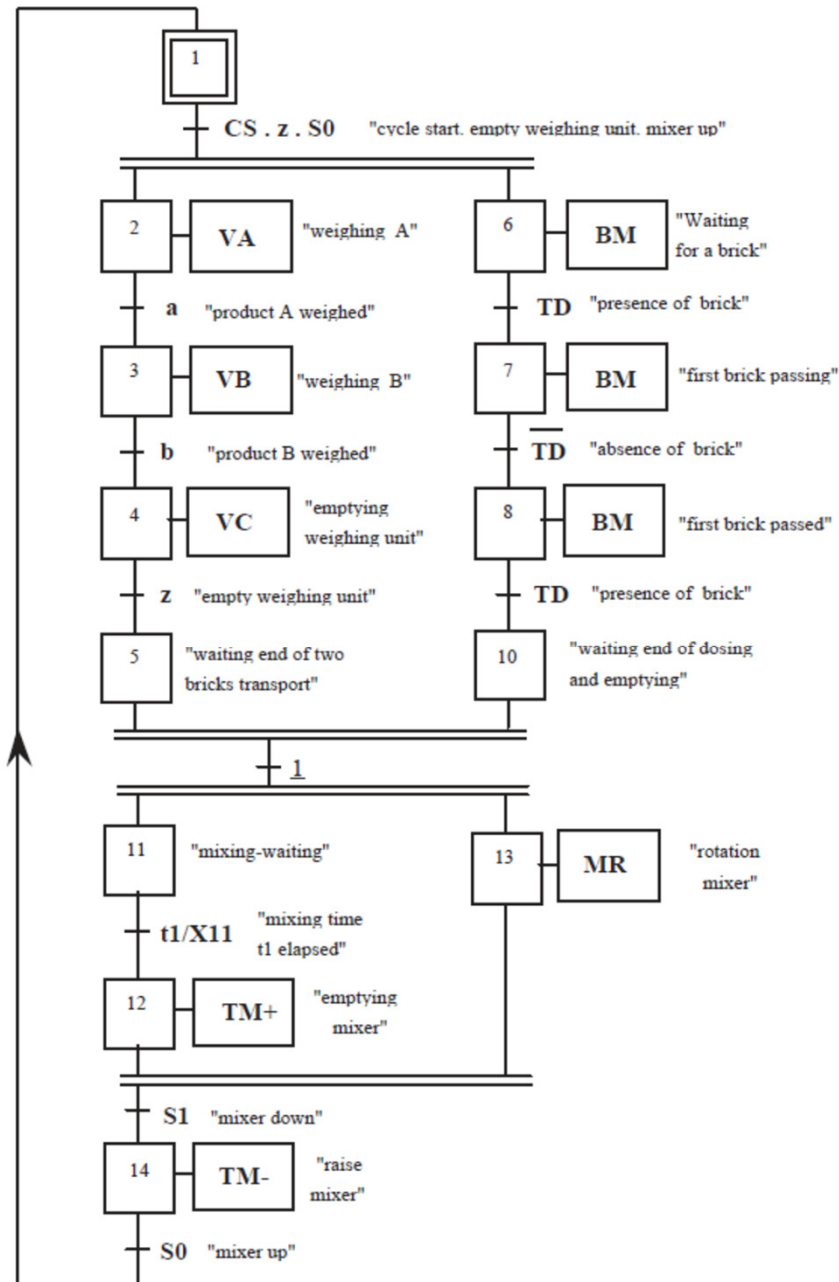 1
CS . z . S0 "cycle start, empty weighing unit, mixer up"
2 VA "weighing A"
6 BM "Waiting
for a brick"
a "product A weighed"
TD "presence of brick"
3 VB "weighing B"
7 BM "first brick passing"
b "product B weighed"
T̅D̅ "absence of brick"
4 VC "emptying
weighing unit"
8 BM "first brick passed"
z "empty weighing unit"
TD "presence of brick"
5 "waiting end of two
bricks transport"
10 "waiting end of dosing
and emptying"
1
11 "mixing-waiting"
13 MR "rotation
mixer"
t1/X11 "mixing time
t1 elapsed"
12 TM+ "emptying
mixer"
S1 "mixer down"
14 TM- "raise
mixer"
S0 "mixer up"